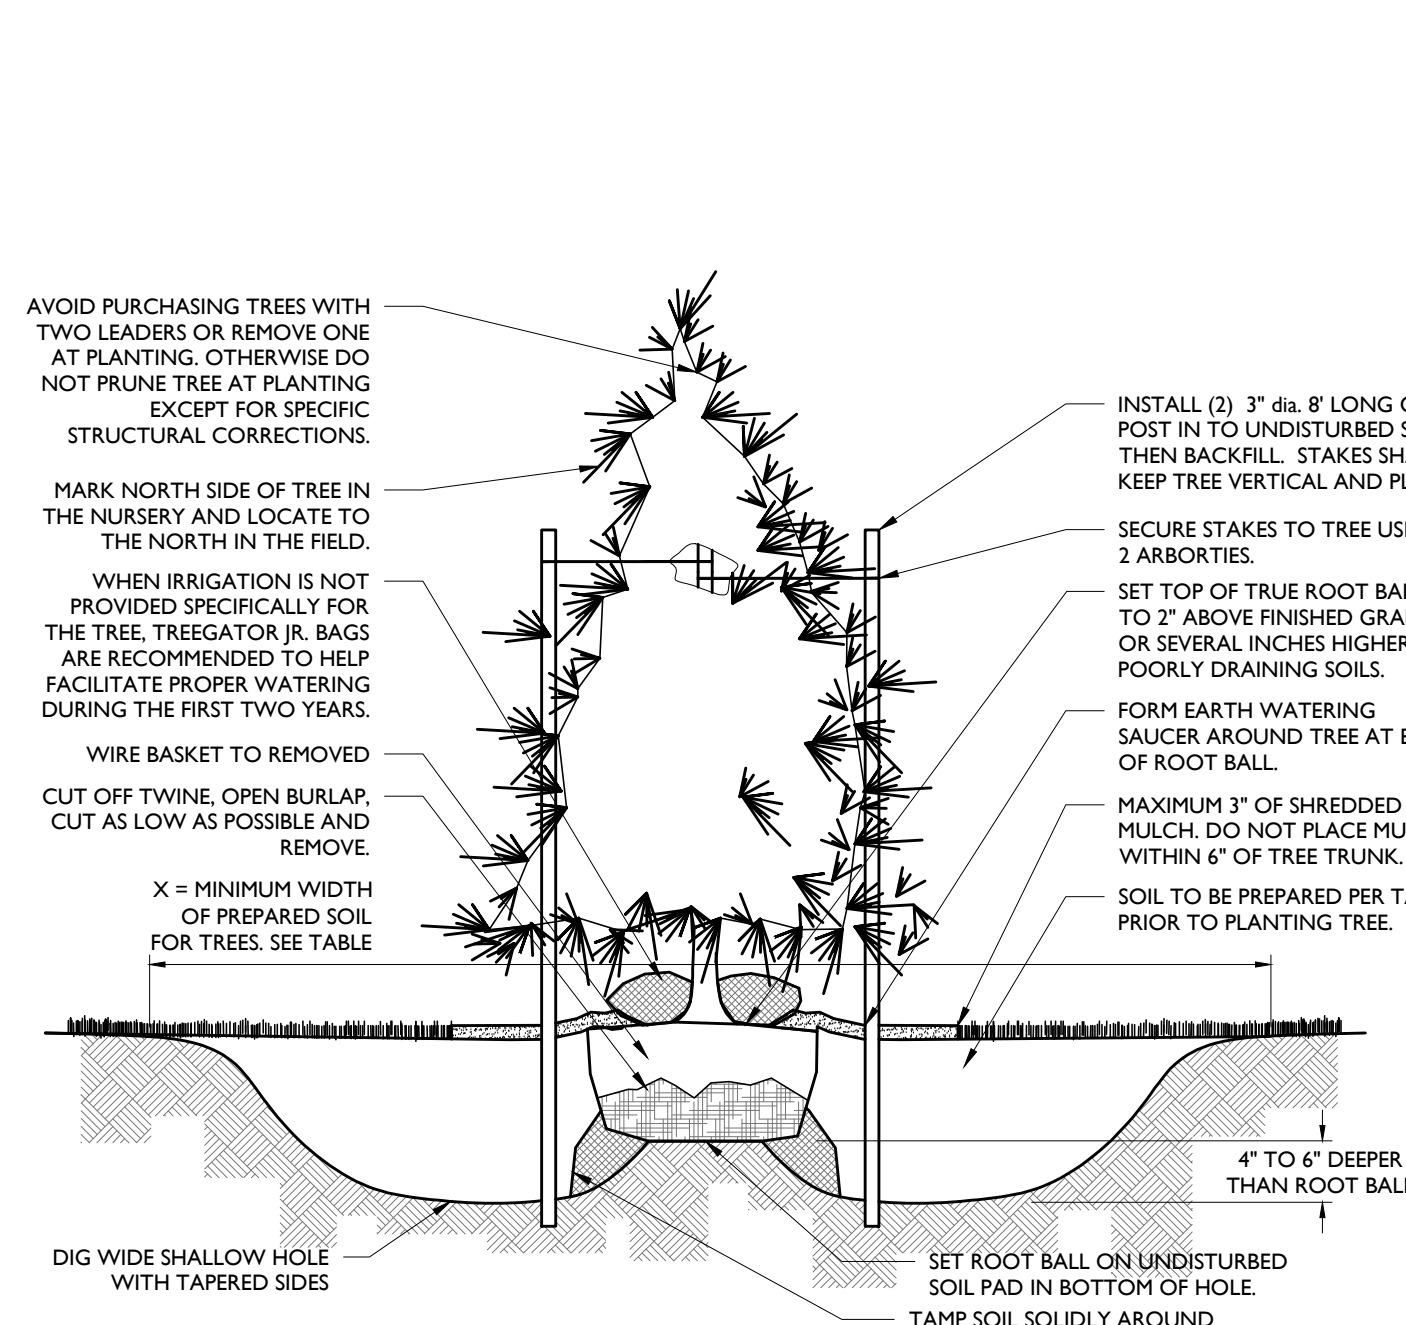 AVOID PURCHASING TREES WITH
TWO LEADERS OR REMOVE ONE
AT PLANTING. OTHERWISE DO
NOT PRUNE TREE AT PLANTING
EXCEPT FOR SPECIFIC
STRUCTURAL CORRECTIONS.
MARK NORTH SIDE OF TREE IN
THE NURSERY AND LOCATE TO
THE NORTH IN THE FIELD.
WHEN IRRIGATION IS NOT
PROVIDED SPECIFICALLY FOR
THE TREE, TREEGATOR JR. BAGS
ARE RECOMMENDED TO HELP
FACILITATE PROPER WATERING
DURING THE FIRST TWO YEARS.
WIRE BASKET TO REMOVED
CUT OFF TWINE, OPEN BURLAP,
CUT AS LOW AS POSSIBLE AND
REMOVE.
X = MINIMUM WIDTH
OF PREPARED SOIL
FOR TREES. SEE TABLE
DIG WIDE SHALLOW HOLE
WITH TAPERED SIDES
INSTALL (2) 3" dia. 8' LONG
POST IN TO UNDISTURBED
THEN BACKFILL. STAKES
KEEP TREE VERTICAL AND
SECURE STAKES TO TREE
2 ARBORTIES.
SET TOP OF TRUE ROOT
TO 2" ABOVE FINISHED
OR SEVERAL INCHES HIGHER
POORLY DRAINING SOILS.
FORM EARTH WATERING
SAUCER AROUND TREE AT
OF ROOT BALL.
MAXIMUM 3" OF SHREDDED
MULCH. DO NOT PLACE
WITHIN 6" OF TREE TRUNK.
SOIL TO BE PREPARED PER
PRIOR TO PLANTING TREE.
4" TO 6" DEEPER
THAN ROOT BALL
SET ROOT BALL ON UNDISTURBED
SOIL PAD IN BOTTOM OF HOLE.
TAMP SOIL SOLIDLY AROUND